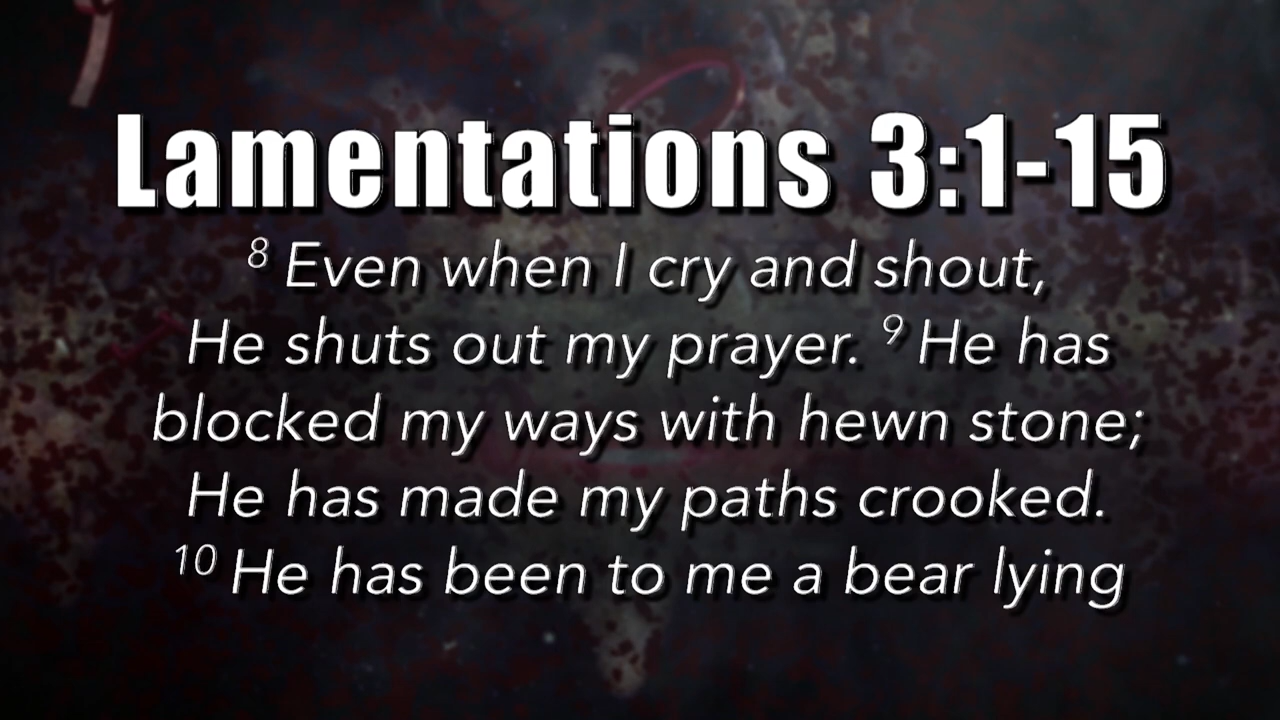 Lamentations 3:1-15
8 Even when I cry and shout,
He shuts out my prayer. 9 He has
blocked my ways with hewn stone;
He has made my paths crooked.
10 He has been to me a bear lying